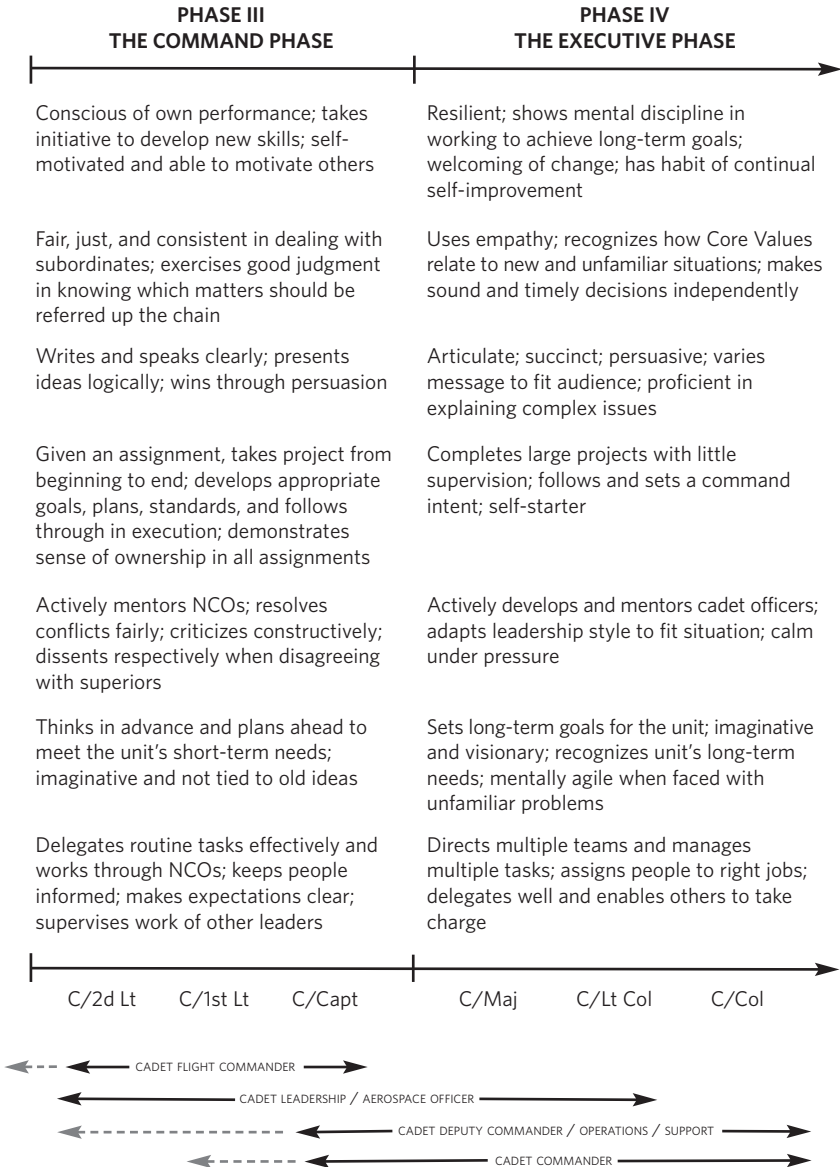 PHASE III
THE COMMAND PHASE
PHASE IV
THE EXECUTIVE PHASE
Conscious of own performance; takes
initiative to develop new skills; self-
motivated and able to motivate others
Resilient; shows mental discipline in
working to achieve long-term goals;
welcoming of change; has habit of continual
self-improvement
Fair, just, and consistent in dealing with
subordinates; exercises good judgment
in knowing which matters should be
referred up the chain
Uses empathy; recognizes how Core Values
relate to new and unfamiliar situations; makes
sound and timely decisions independently
Writes and speaks clearly; presents
ideas logically; wins through persuasion
Articulate; succinct; persuasive; varies
message to fit audience; proficient in
explaining complex issues
Given an assignment, takes project from
beginning to end; develops appropriate
goals, plans, standards, and follows
through in execution; demonstrates
sense of ownership in all assignments
Completes large projects with little
supervision; follows and sets a command
intent; self-starter
Actively mentors NCOs; resolves
conflicts fairly; criticizes constructively;
dissents respectively when disagreeing
with superiors
Actively develops and mentors cadet officers;
adapts leadership style to fit situation; calm
under pressure
Thinks in advance and plans ahead to
meet the unit's short-term needs;
imaginative and not tied to old ideas
Sets long-term goals for the unit; imaginative
and visionary; recognizes unit's long-term
needs; mentally agile when faced with
unfamiliar problems
Delegates routine tasks effectively and
works through NCOs; keeps people
informed; makes expectations clear;
supervises work of other leaders
Directs multiple teams and manages
multiple tasks; assigns people to right jobs;
delegates well and enables others to take
charge
C/2d Lt C/1st Lt C/Capt C/Maj C/Lt Col C/Col
CADET FLIGHT COMMANDER
CADET LEADERSHIP / AEROSPACE OFFICER
CADET DEPUTY COMMANDER / OPERATIONS / SUPPORT
CADET COMMANDER